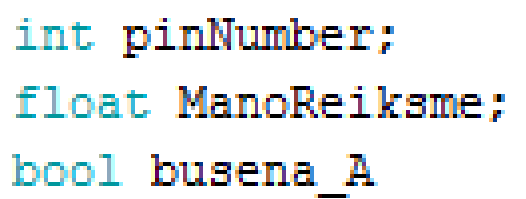 int pinNumber;
float ManoReiksme;
bool busena_A